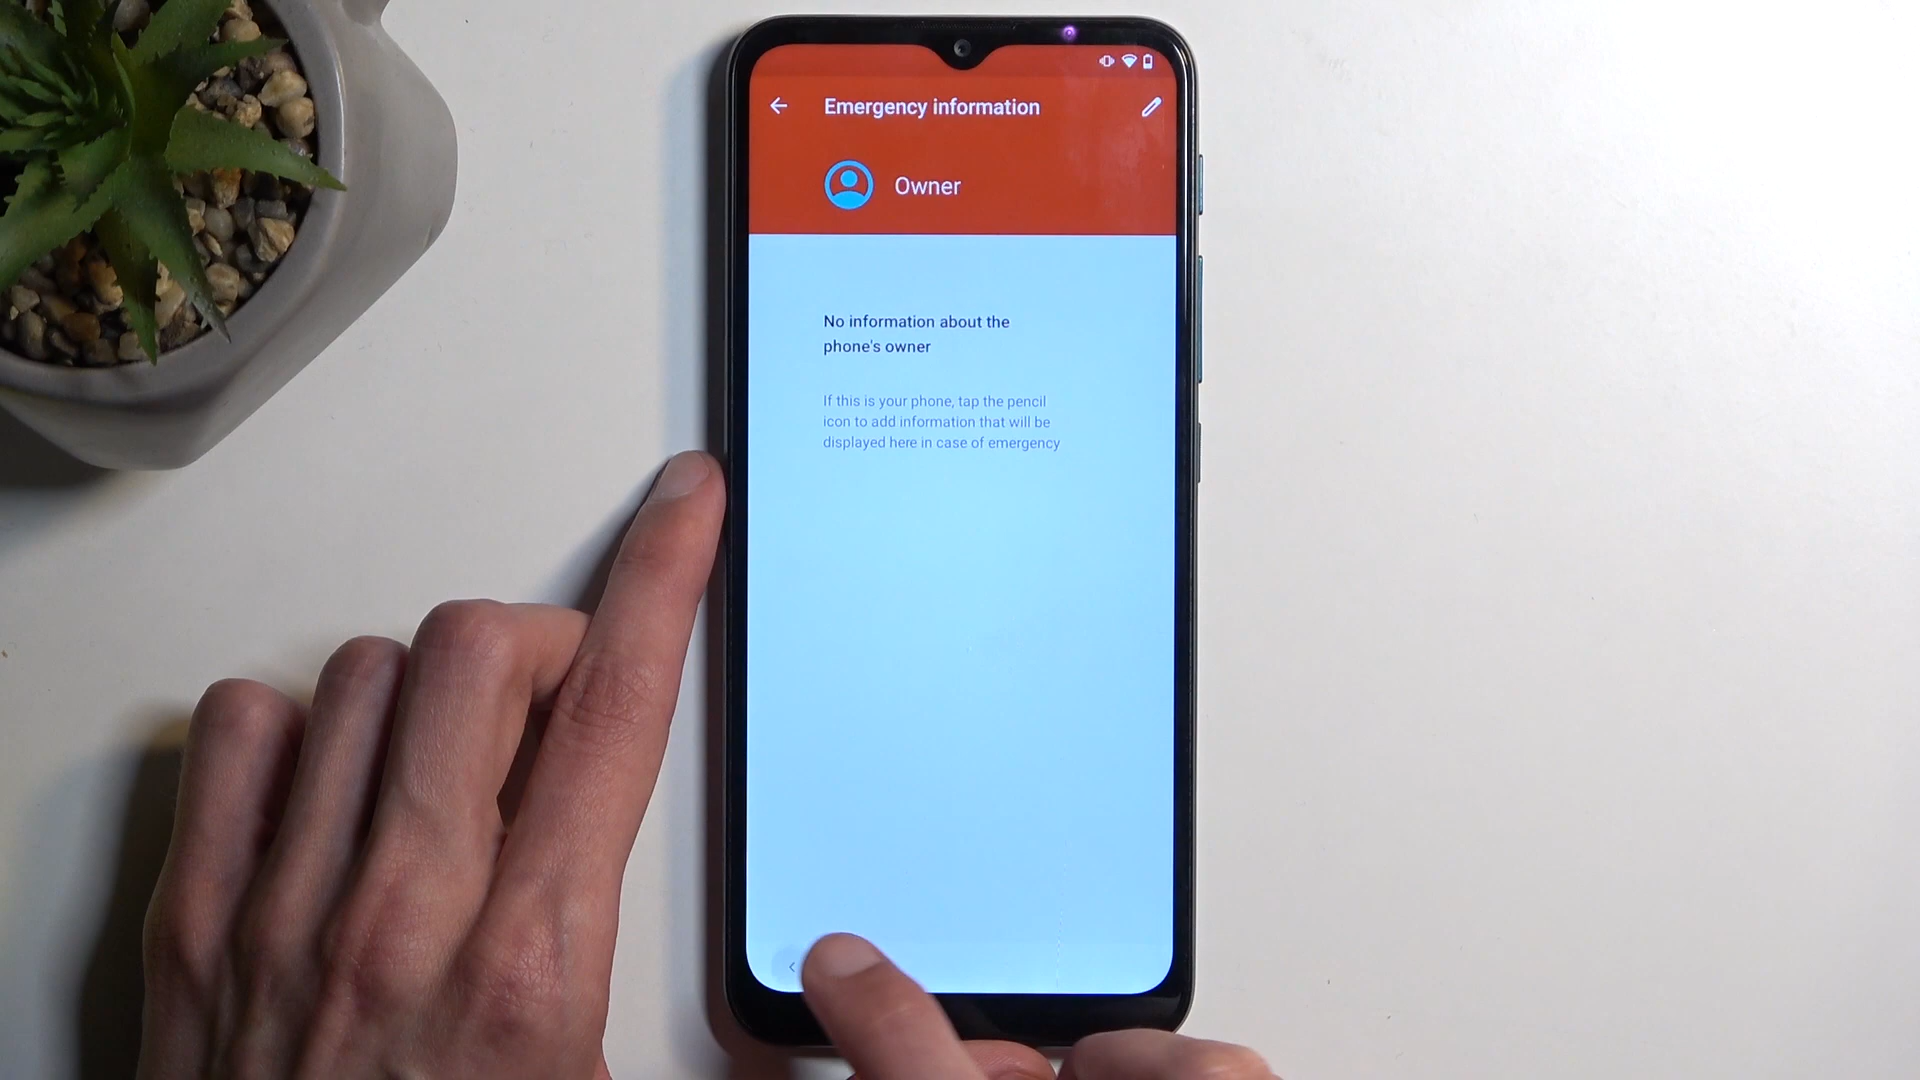 Emergency information
Owner
No information about the
phone's owner
If this is your phone, tap the pencil
icon to add information that will be
displayed here in case of emergency